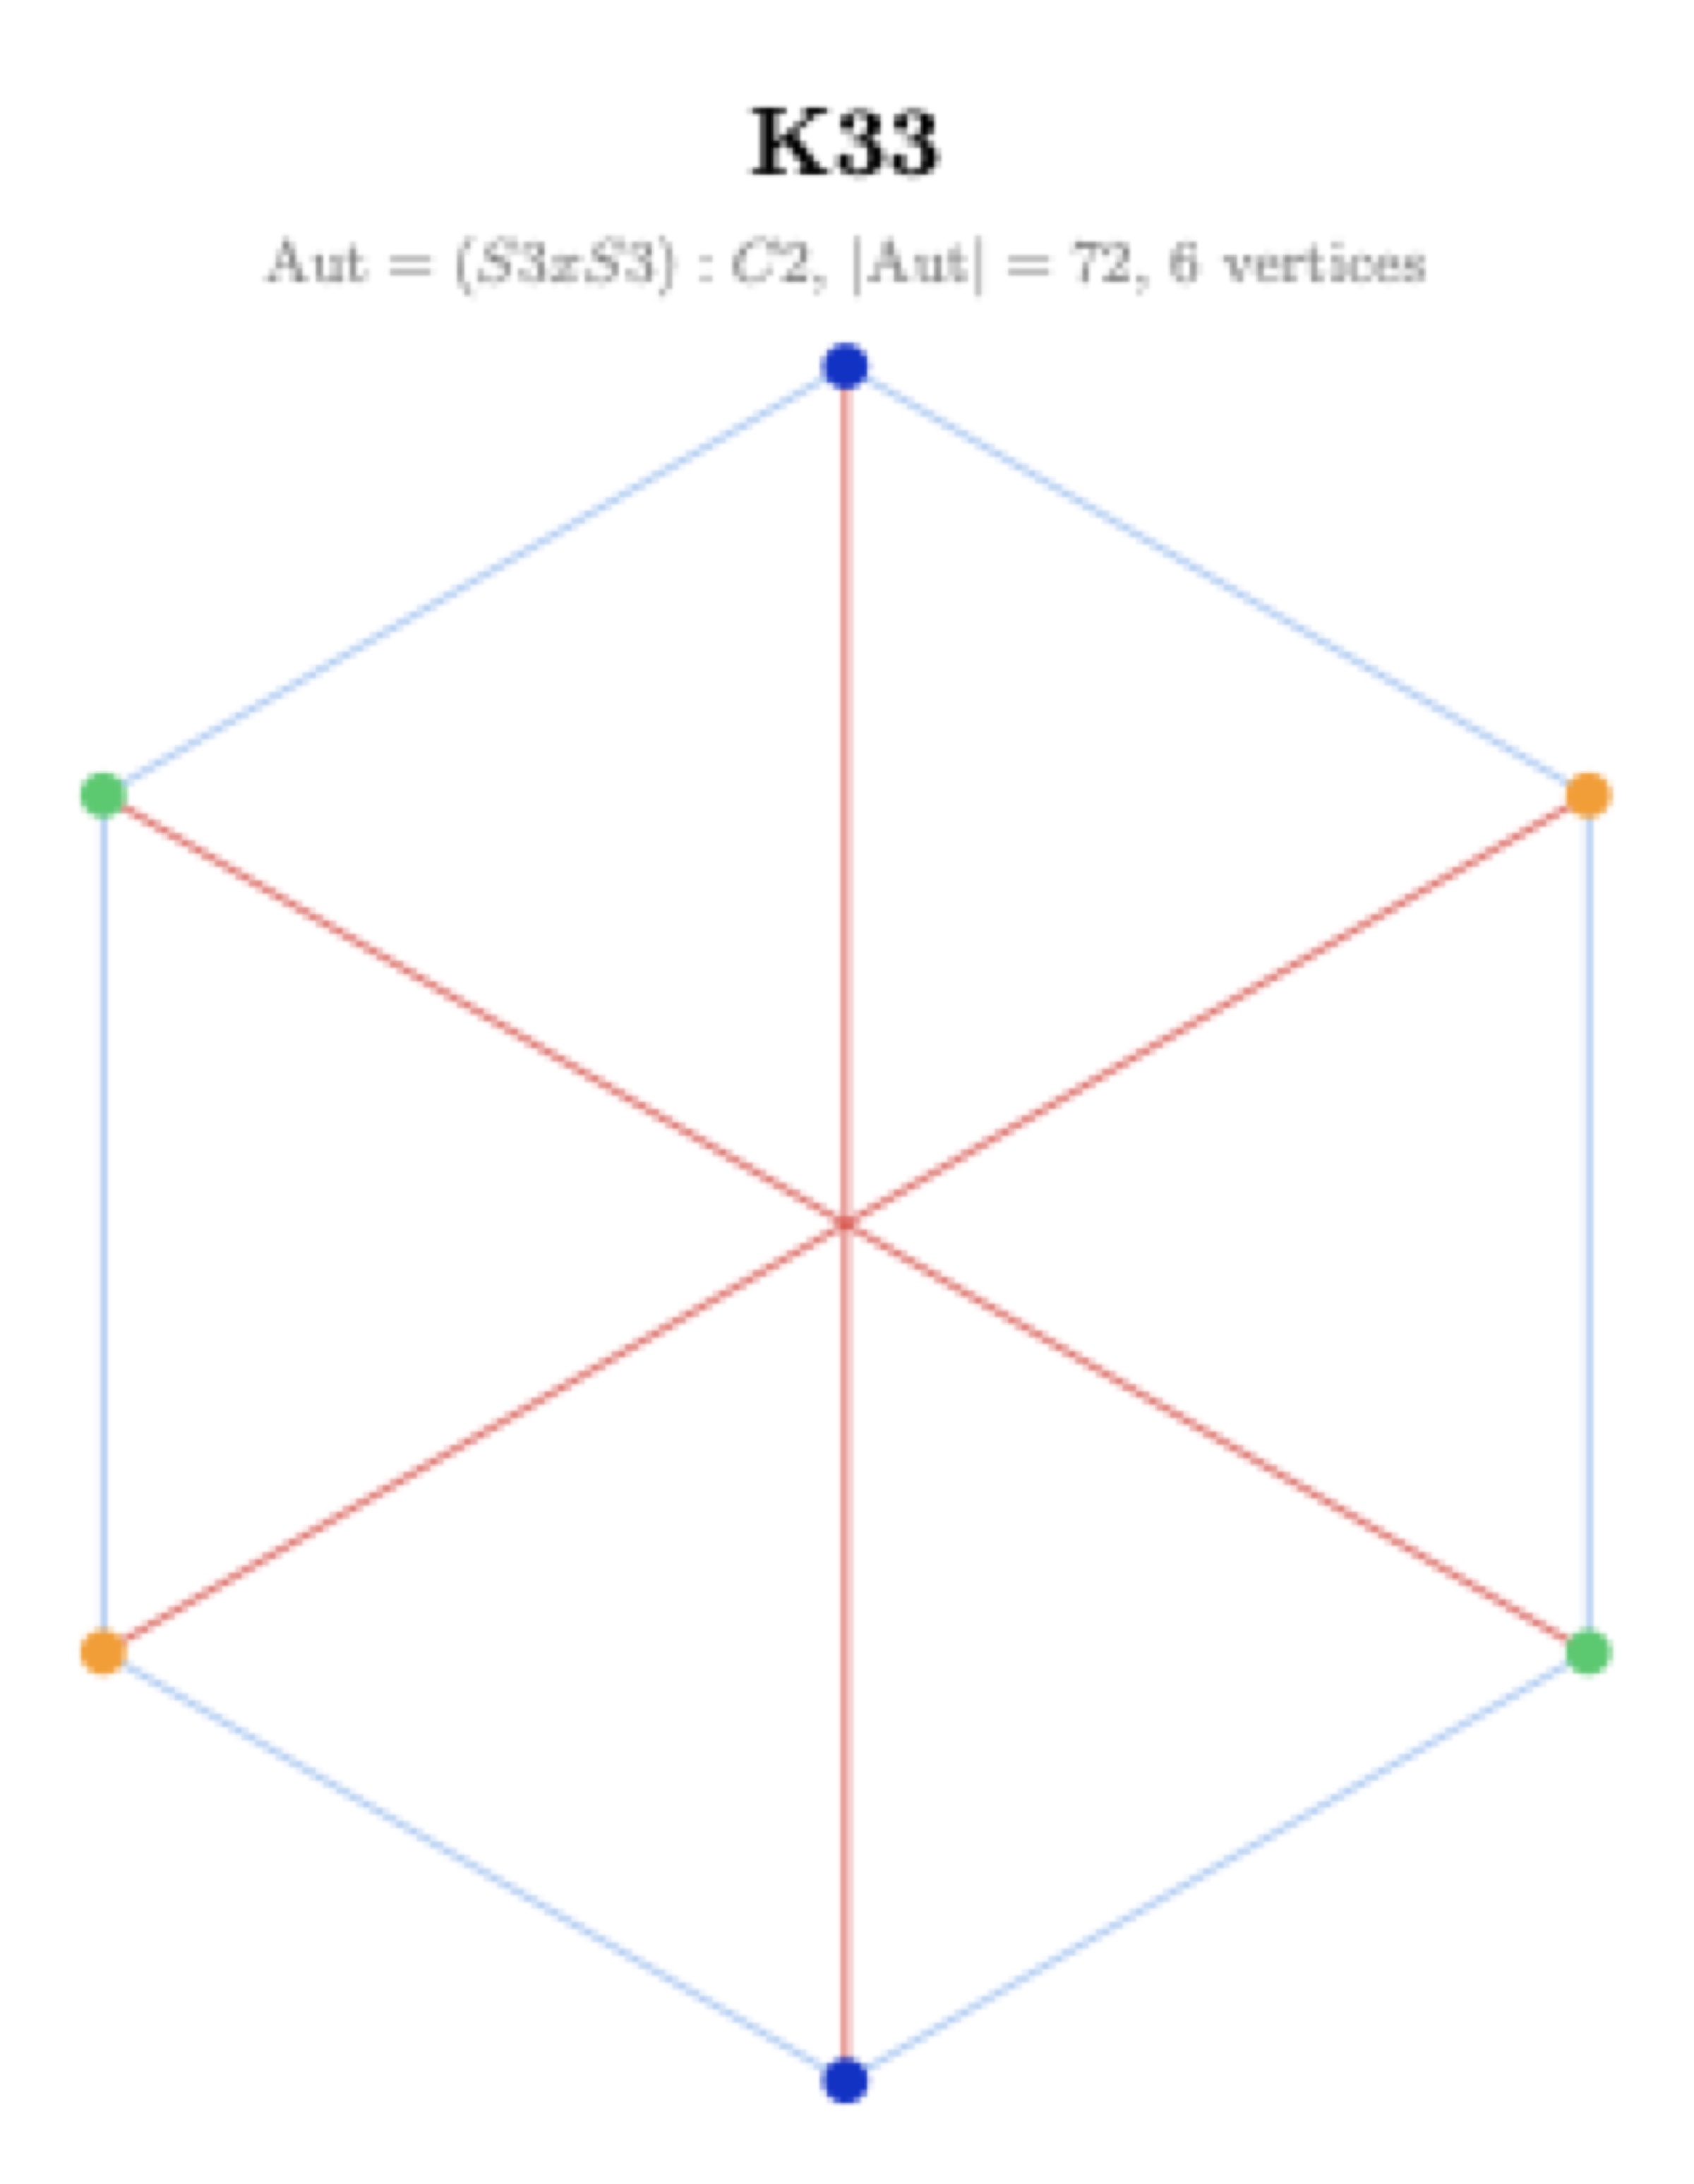 K33
Aut = (S3xS3) : C2, |Aut| = 72, 6 vertices